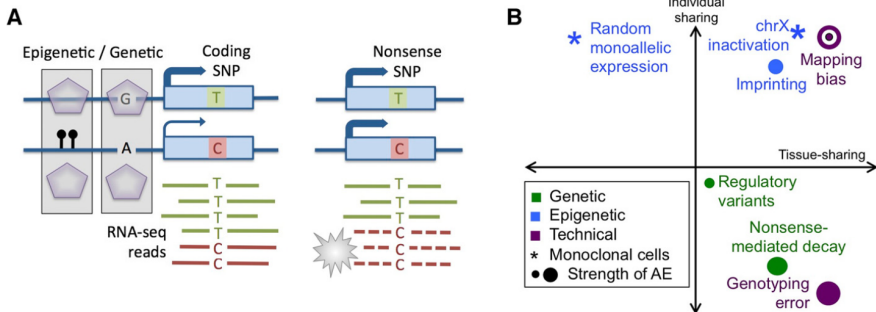 A
Epigenetic / Genetic
Coding
SNP
Nonsense
SNP
G
T
T
A
C
C
T
T
T
T
C
C
RNA-seq
reads
T
T
T
C
C
C
B
Individual
sharing
Random
monoallelic
expression
chrX
inactivation
Mapping
bias
Imprinting
Tissue-sharing
Genetic
Epigenetic
Technical
* Monoclonal cells
Strength of AE
Regulatory
variants
Nonsense-
mediated decay
Genotyping
error